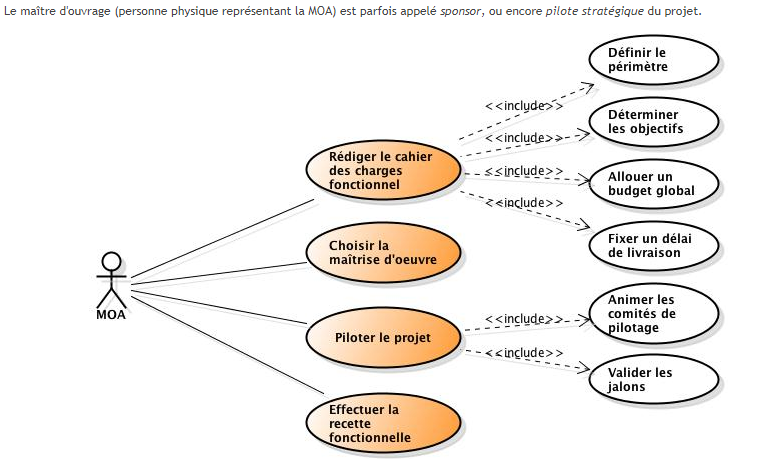 Le maître d'ouvrage (personne physique représentant la MOA) est parfois appelé sponsor, ou encore pilote stratégique du projet.
Définir le
périmètre
<<include>>
Déterminer
les objectifs
<<include>>
Rédiger le cahier
des charges
fonctionnel
<<include>>
Allouer un
budget global
<<include>>
Fixer un délai
de livraison
Choisir la
maîtrise d'oeuvre
MOA
Animer les
comités de
pilotage
<<include>>
Piloter le projet
<<include>>
Valider les
jalons
Effectuer la
recette
fonctionnelle